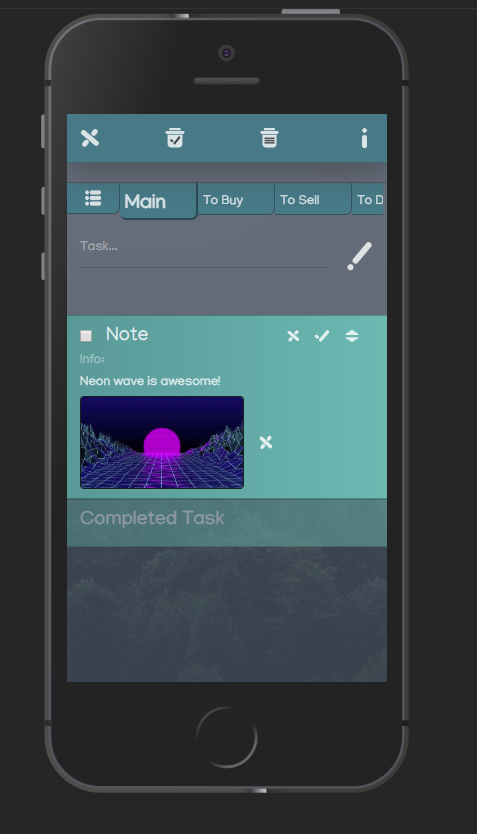 Main
To Buy
To Sell
To D
Task...
Note
Info:
Neon wave is awesome!
Completed Task